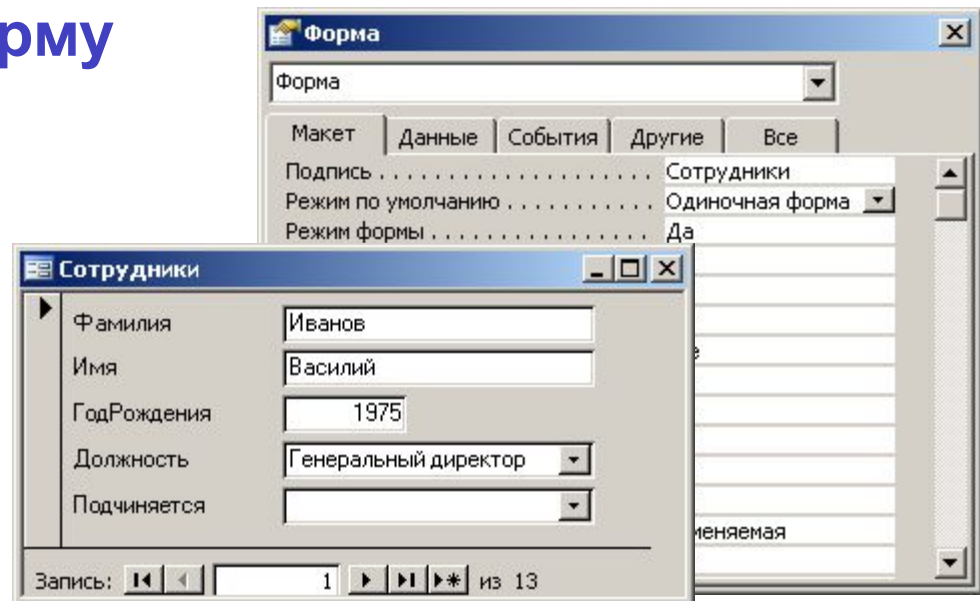 рму
Форма
Форма
Макет Данные События Другие Все
Подпись . . . . . . . . . . . . . . . . . . . . . Сотрудники
Режим по умолчанию . . . . . . . . . . . Одиночная форма
Режим формы . . . . . . . . . . . . . . . . Да
Сотрудники
Фамилия Иванов
Имя Василий
ГодРождения 1975
Должность Генеральный директор
Подчиняется
меняемая
Запись: 1 из 13